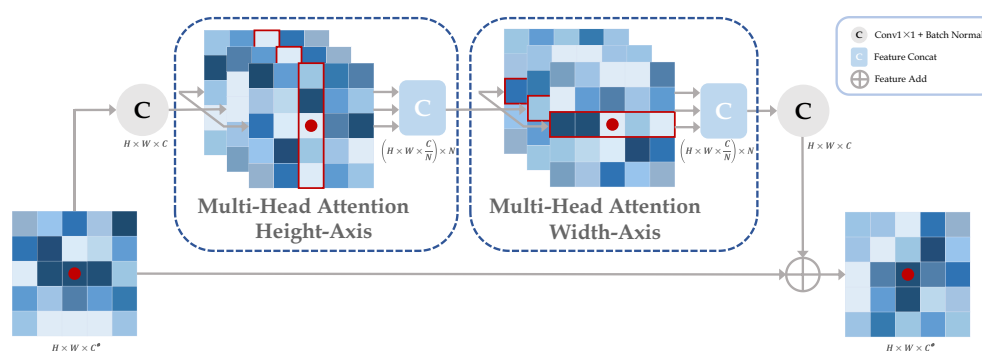 C
Conv1×1 + Batch Normal
C
Feature Concat
Feature Add
C
H × W × C
C
(H × W × C/N) × N
C
(H × W × C/N) × N
C
H × W × C
Multi-Head Attention
Height-Axis
Multi-Head Attention
Width-Axis
H × W × C•
H × W × C•